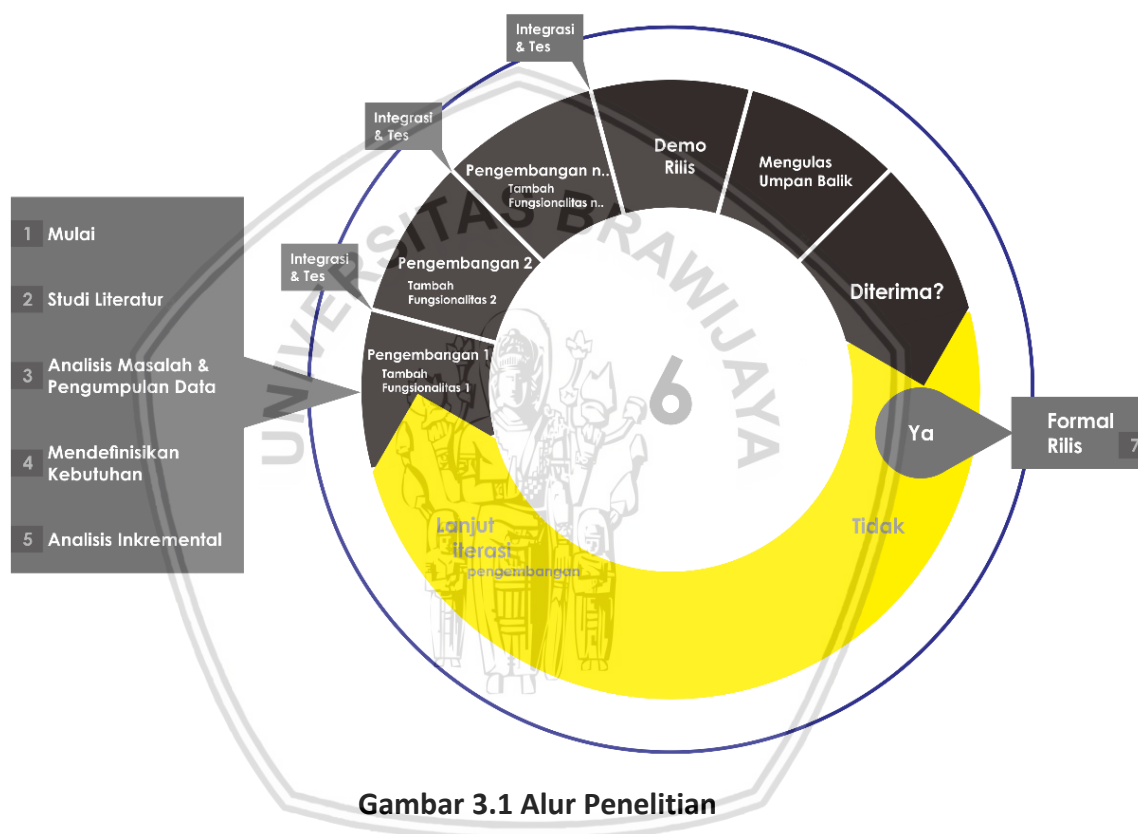 1 Mulai
2 Studi Literatur
3 Analisis Masalah &
Pengumpulan Data
4 Mendefinisikan
Kebutuhan
5 Analisis Inkremental
Integrasi
& Tes
Pengembangan 1
Tambah
Fungsionalitas 1
Integrasi
& Tes
Pengembangan 2
Tambah
Fungsionalitas 2
Integrasi
& Tes
Pengembangan n..
Tambah
Fungsionalitas n..
Demo
Rilis
Mengulas
Umpan Balik
Diterima?
6
Ya
Formal
Rilis 7
Tidak
Lanjut
iterasi
pengembangan
UNIVERSITAS BRAWIJAYA
Gambar 3.1 Alur Penelitian